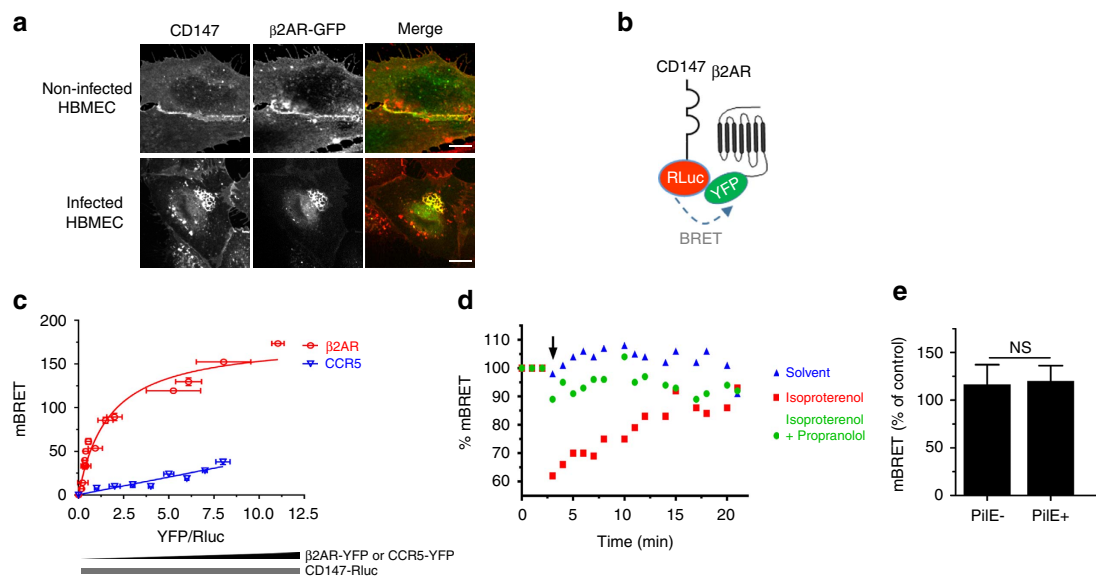 a
CD147
β2AR-GFP
Merge
Non-infected
HBMEC
Infected
HBMEC
b
CD147
β2AR
RLuc
YFP
BRET
c
200
150
100
50
0
mBRET
0.0
2.5
5.0
7.5
10.0
12.5
YFP/Rluc
β2AR
CCR5
β2AR-YFP or CCR5-YFP
CD147-Rluc
d
110
100
90
80
70
60
% mBRET
0
5
10
15
20
Time (min)
Solvent
Isoproterenol
Isoproterenol
+ Propranolol
e
NS
150
100
50
0
mBRET (% of control)
PilE-
PilE+